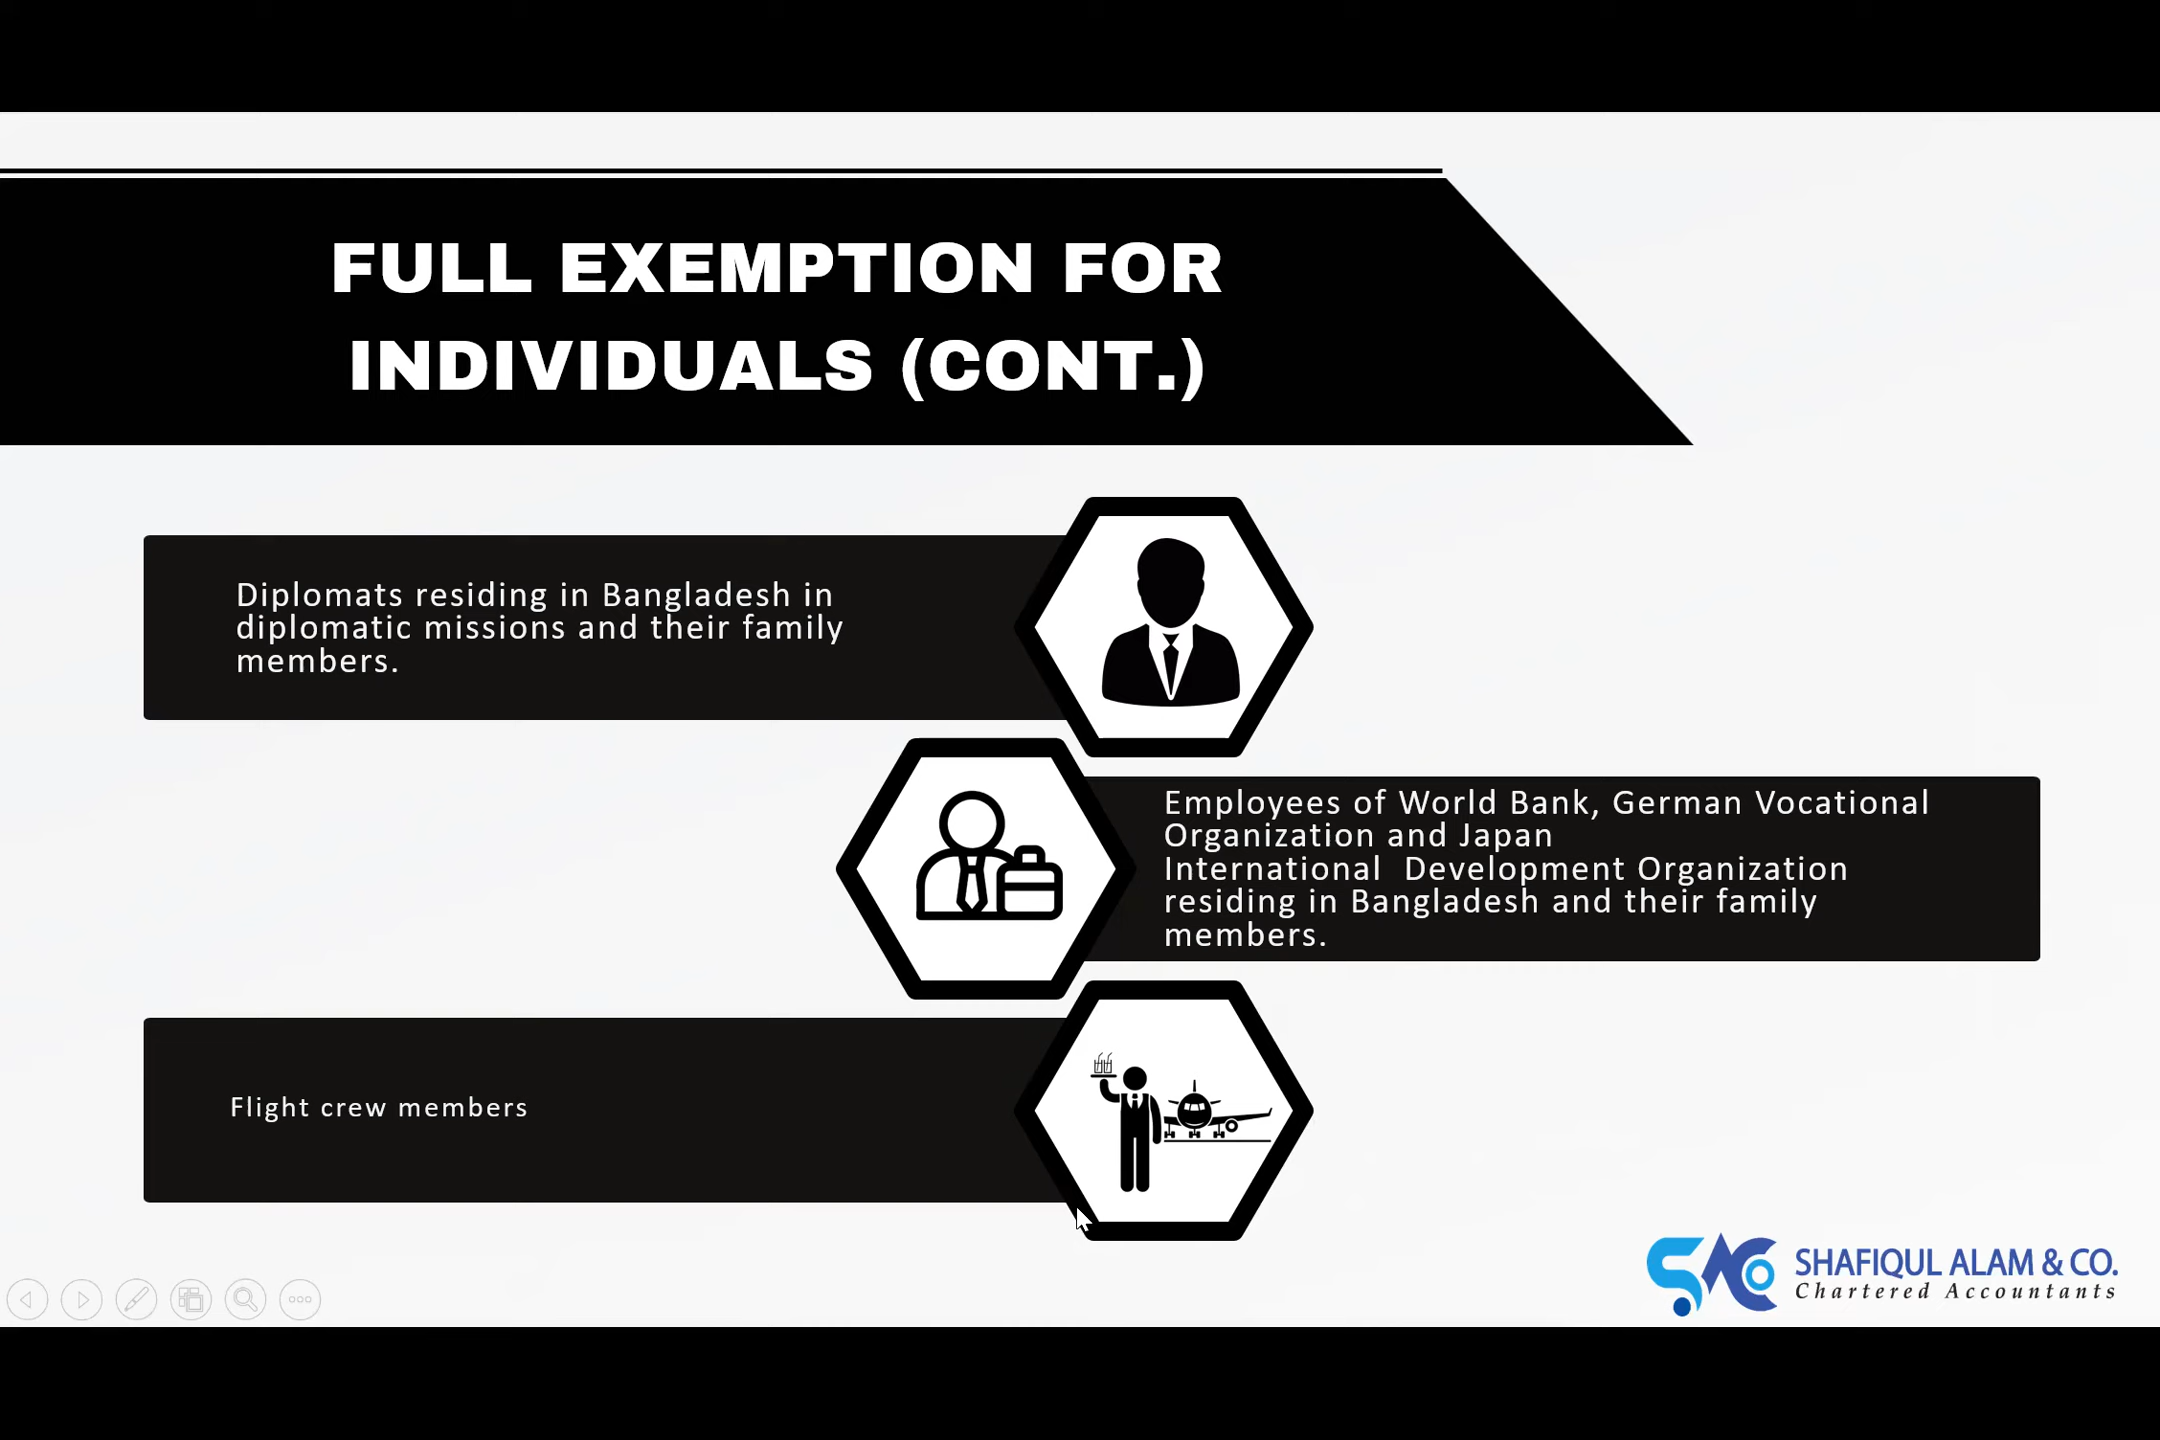 FULL EXEMPTION FOR
INDIVIDUALS (CONT.)
Diplomats residing in Bangladesh in
diplomatic missions and their family
members.
Employees of World Bank, German Vocational
Organization and Japan
International  Development Organization
residing in Bangladesh and their family
members.
Flight crew members
SHAFIQUL ALAM & CO.
Chartered Accountants